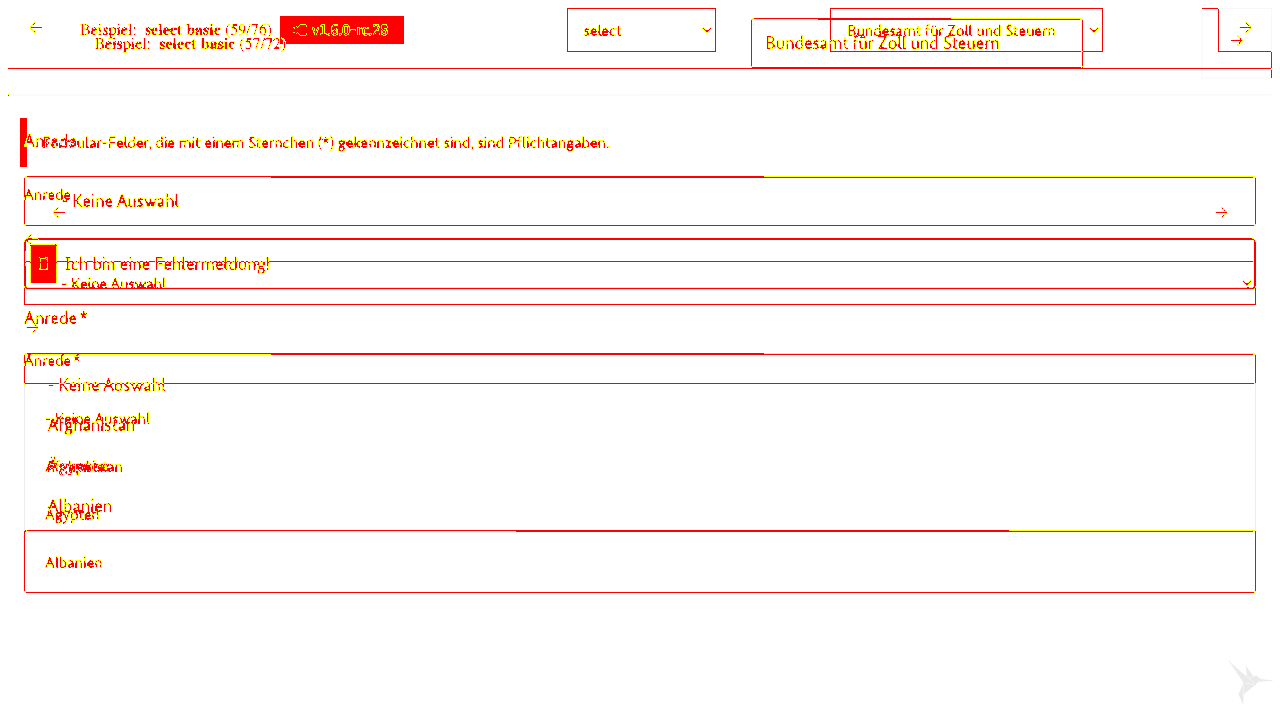 ← Beispiel: select basic (59/76) v1.6.0-rc.28 select Bundesamt für Zoll und Steuern →
Beispiel: select basic (57/72) Bundesamt für Zoll und Steuern →
Anrede
Formular-Felder, die mit einem Sternchen (*) gekennzeichnet sind, sind Pflichtangaben.
Anrede
- Keine Auswahl
← →
←
Ich bin eine Fehlermeldung!
- Keine Auswahl
Anrede *
→
Anrede *
- Keine Auswahl
- Keine Auswahl
Afghanistan
Afghanistan
Ägypten
Albanien
Ägypten
Albanien